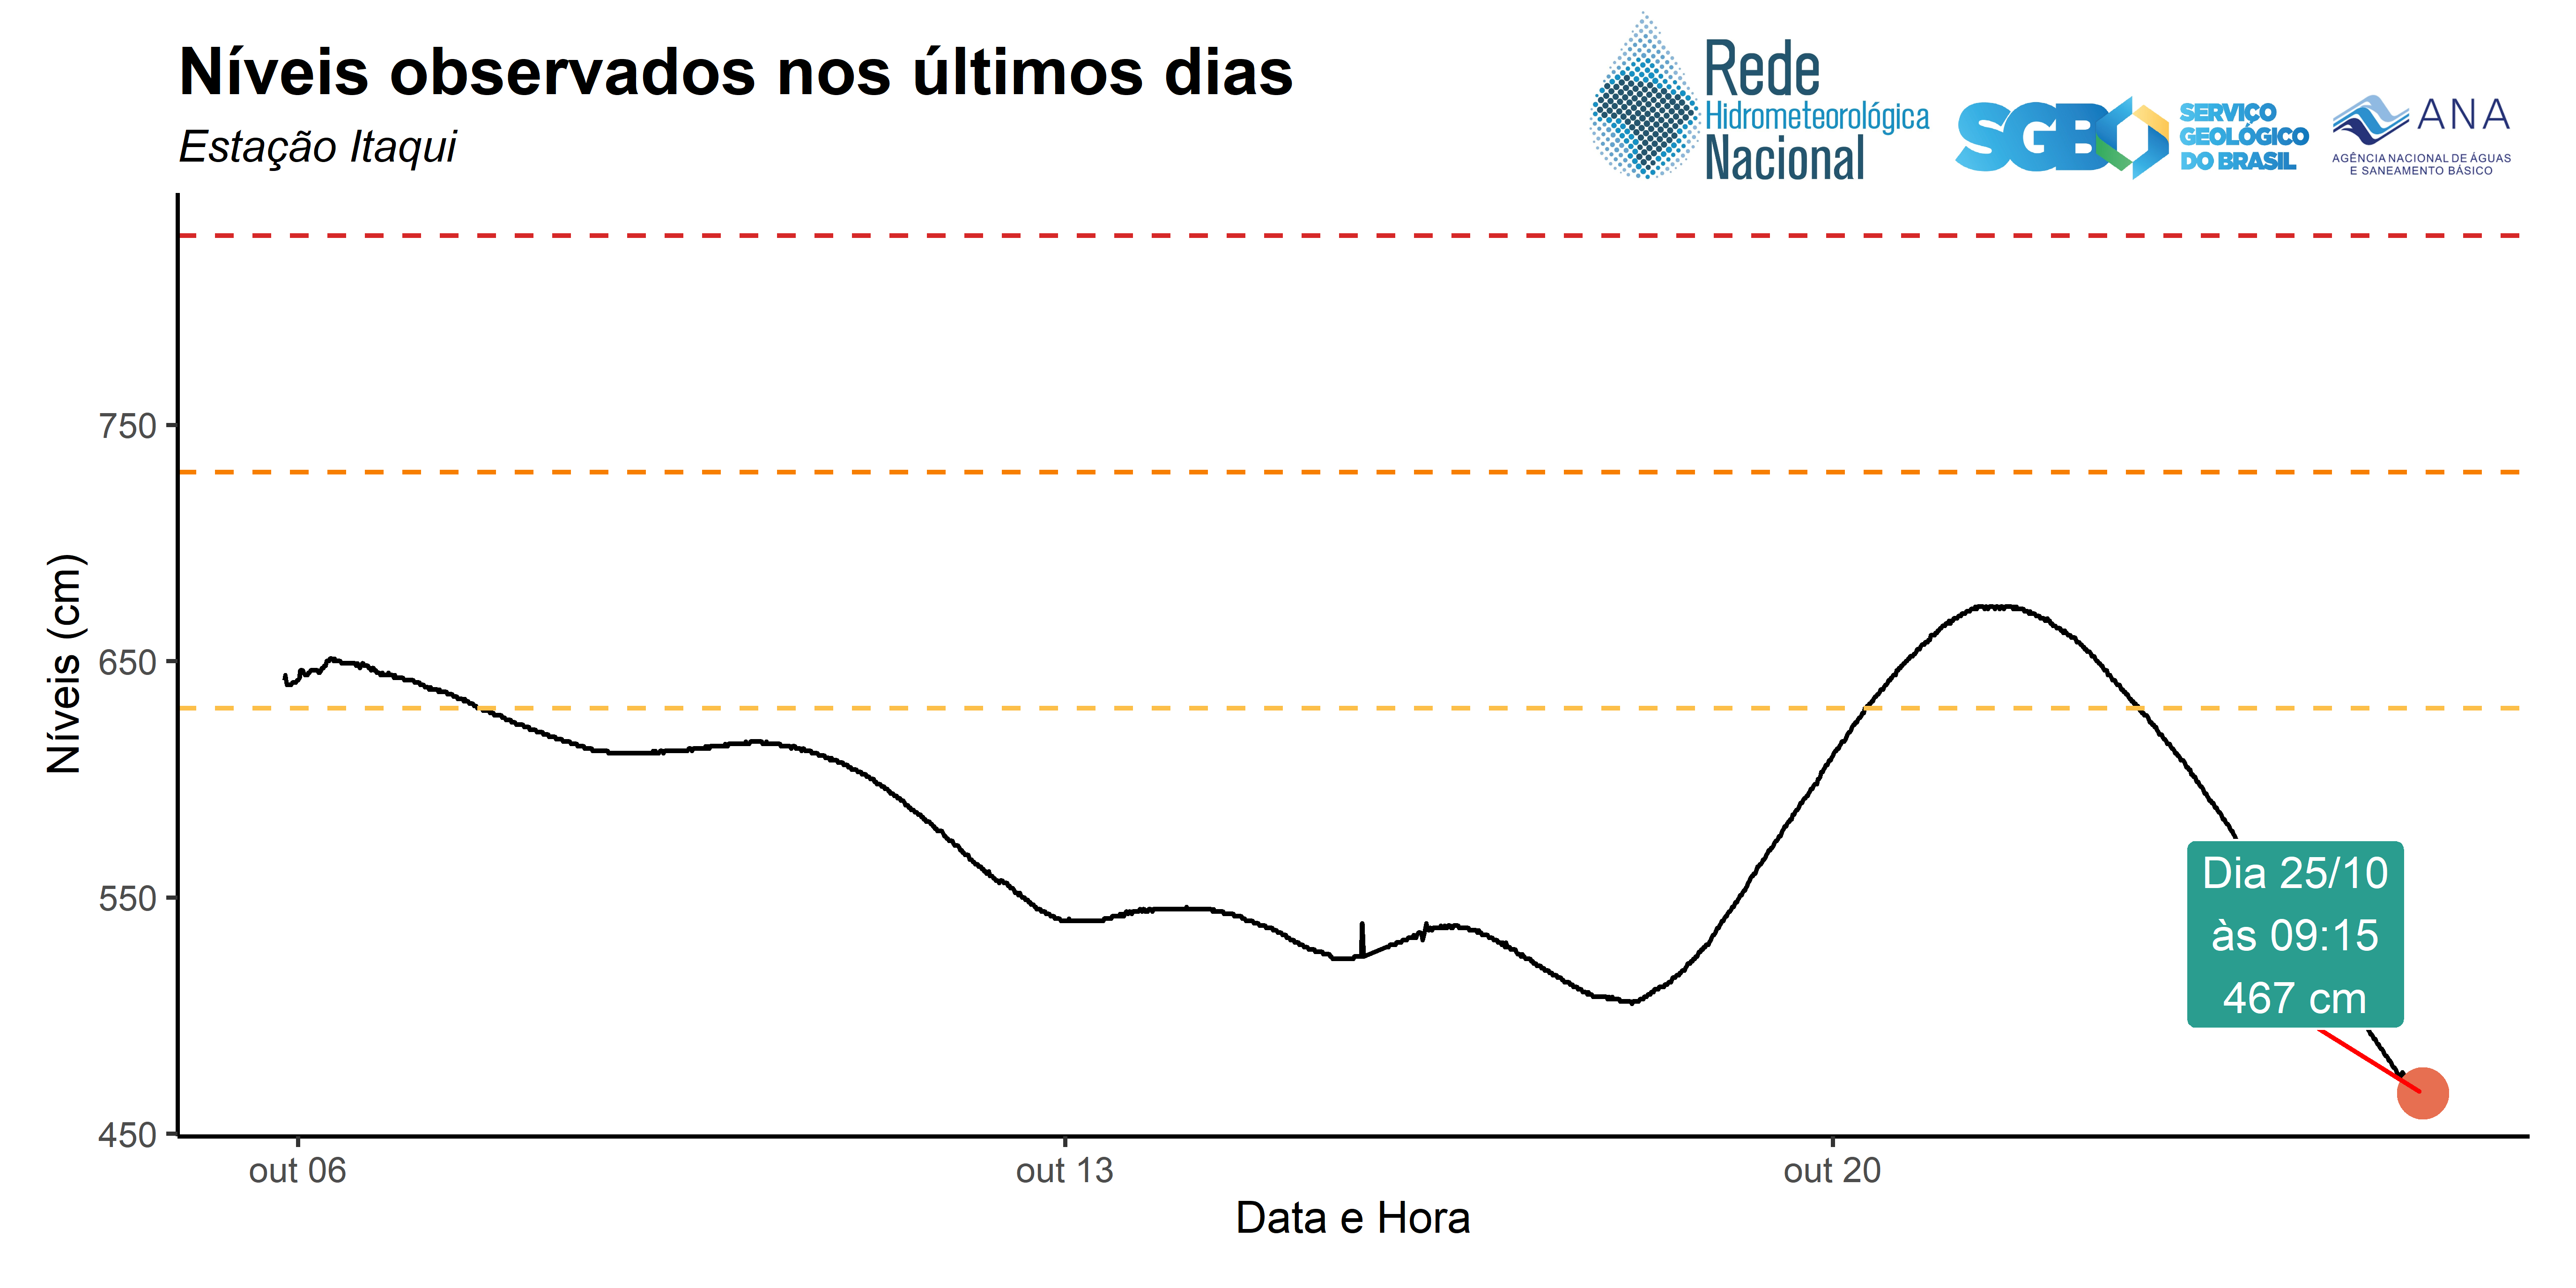 Níveis observados nos últimos dias
Estação Itaqui
Rede
Hidrometeorológica
Nacional
SGB
SERVIÇO
GEOLÓGICO
DO BRASIL
ANA
AGÊNCIA NACIONAL DE ÁGUAS
E SANEAMENTO BÁSICO
Níveis (cm)
750
650
550
450
Dia 25/10
às 09:15
467 cm
out 06
out 13
out 20
Data e Hora